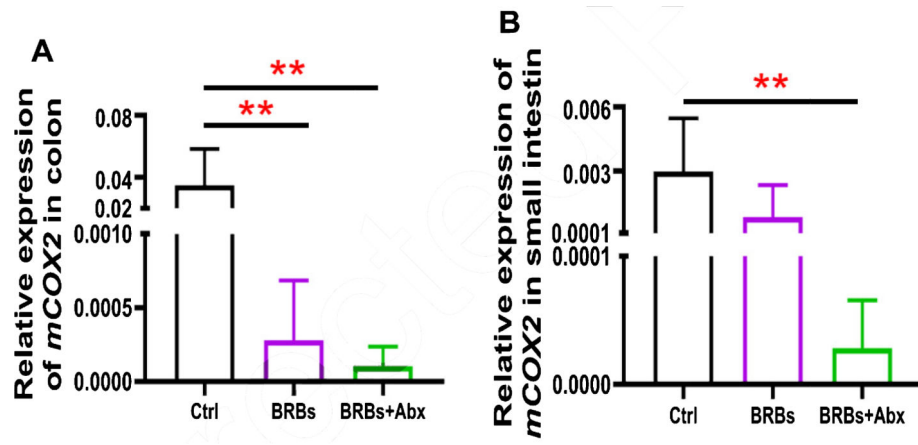 A
Relative expression
of mCOX2 in colon
**
**
0.08
0.04
0.02
0.0010
0.0005
0.0000
Ctrl BRBs BRBs+Abx
B
Relative expression of
mCOX2 in small intestin
**
0.006
0.003
0.0001
0.0001
0.0000
Ctrl BRBs BRBs+Abx